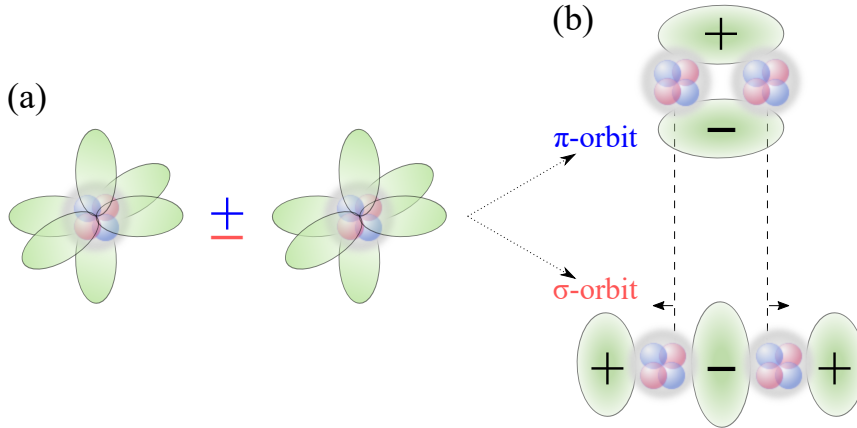 (a)
±
(b)
+
−
π-orbit
σ-orbit
+
−
+